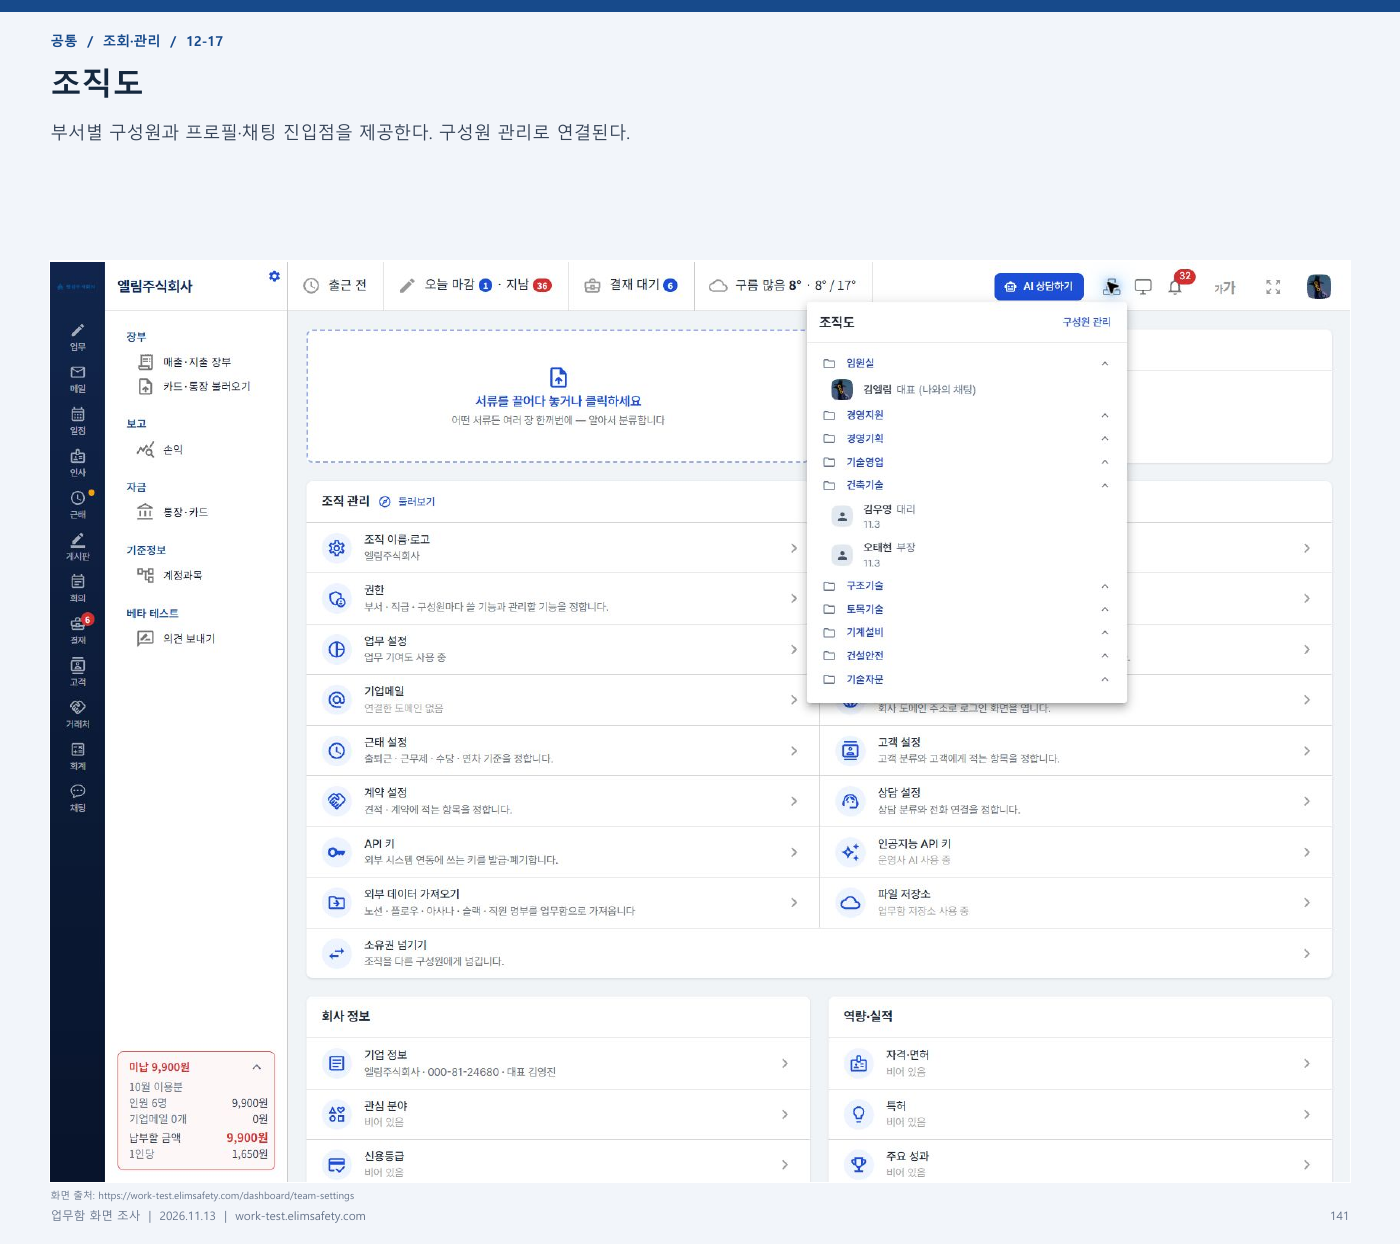 공통 / 조회·관리 / 12-17
조직도
부서별 구성원과 프로필·채팅 진입점을 제공한다. 구성원 관리로 연결된다.
엘림주식회사
출근 전
오늘 마감 1 · 지남 36
결재 대기 6
구름 많음 8° · 8° / 17°
AI 상담하기
32
가가
업무
메일
일정
인사
근태
게시판
회의
6
결재
고객
거래처
회계
채팅
장부
매출·지출 장부
카드·통장 불러오기
보고
손익
자금
통장·카드
기준정보
계정과목
베타 테스트
의견 보내기
미납 9,900원
10월 이용분
인원 6명 9,900원
기업메일 0개 0원
납부할 금액 9,900원
1인당 1,650원
서류를 끌어다 놓거나 클릭하세요
어떤 서류든 여러 장 한꺼번에 — 알아서 분류합니다
조직도
구성원 관리
임원실
김엘림 대표 (나와의 채팅)
경영지원
경영기획
기술영업
건축기술
김우영 대리
11.3
오태현 부장
11.3
구조기술
토목기술
기계설비
건설안전
기술자문
조직 관리 둘러보기
조직 이름·로고
엘림주식회사
권한
부서 · 직급 · 구성원마다 쓸 기능과 관리할 기능을 정합니다.
업무 설정
업무 기여도 사용 중
기업메일
연결한 도메인 없음
회사 도메인 주소로 로그인 화면을 엽니다.
근태 설정
출퇴근 · 근무제 · 수당 · 연차 기준을 정합니다.
고객 설정
고객 분류와 고객에게 적는 항목을 정합니다.
계약 설정
견적 · 계약에 적는 항목을 정합니다.
상담 설정
상담 분류와 전화 연결을 정합니다.
API 키
외부 시스템 연동에 쓰는 키를 발급·폐기합니다.
인공지능 API 키
운영사 AI 사용 중
외부 데이터 가져오기
노션 · 플로우 · 아사나 · 슬랙 · 직원 명부를 업무함으로 가져옵니다
파일 저장소
업무함 저장소 사용 중
소유권 넘기기
조직을 다른 구성원에게 넘깁니다.
회사 정보
기업 정보
엘림주식회사 · 000-81-24680 · 대표 김영진
관심 분야
비어 있음
신용등급
비어 있음
역량·실적
자격·면허
비어 있음
특허
비어 있음
주요 성과
비어 있음
화면 출처: https://work-test.elimsafety.com/dashboard/team-settings
업무함 화면 조사 | 2026.11.13 | work-test.elimsafety.com
141